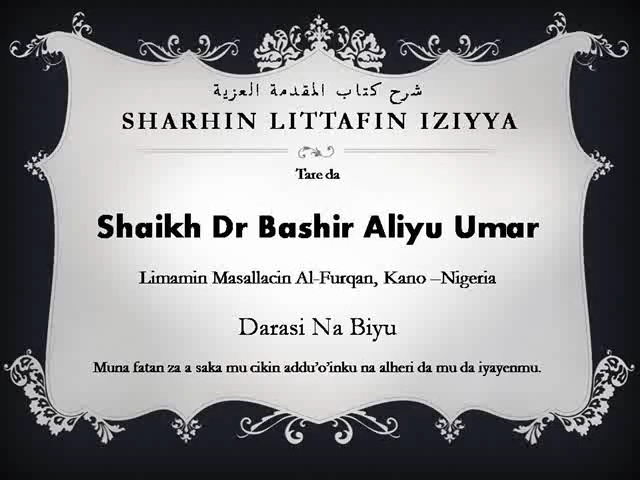 شرح كتاب المقدمة العزية
SHARHIN LITTAFIN IZIYYA
Tare da
Shaikh Dr Bashir Aliyu Umar
Limamin Masallacin Al-Furqan, Kano –Nigeria
Darasi Na Biyu
Muna fatan za a saka mu cikin addu’o’inku na alheri da mu da iyayenmu.